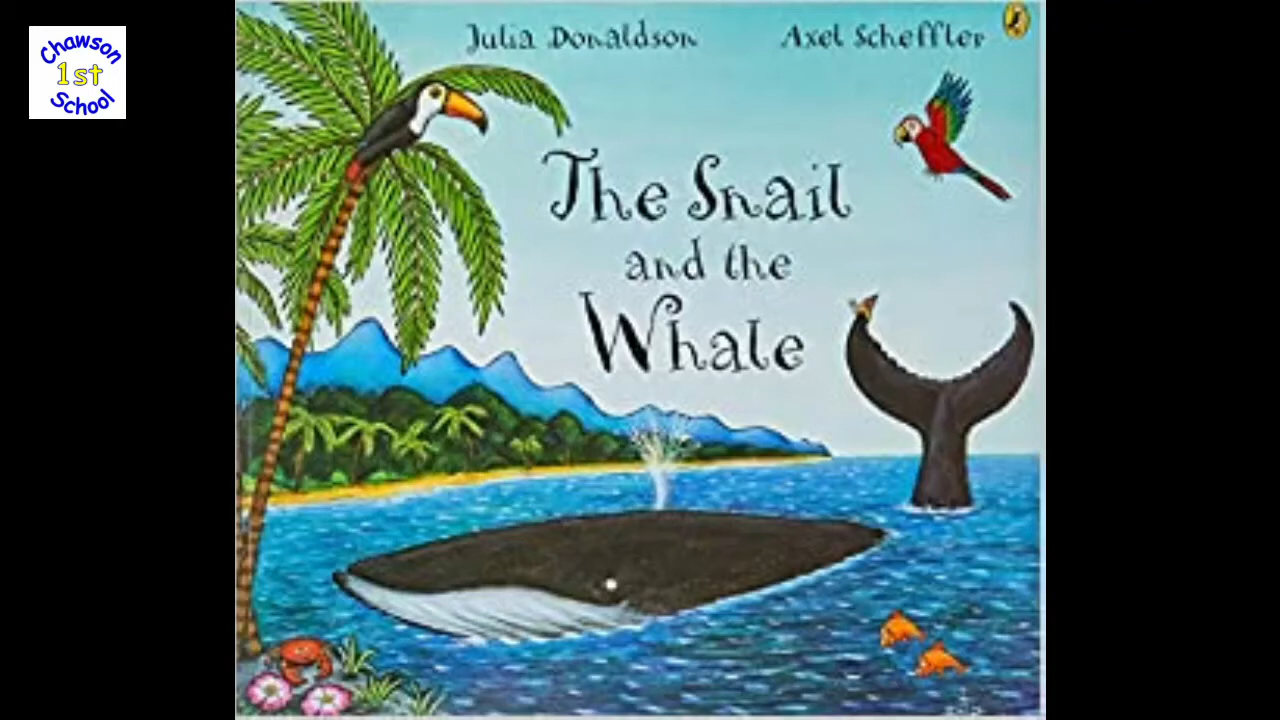 Chawson
1st
School
Julia Donaldson Axel Scheffler
The Snail
and the
Whale